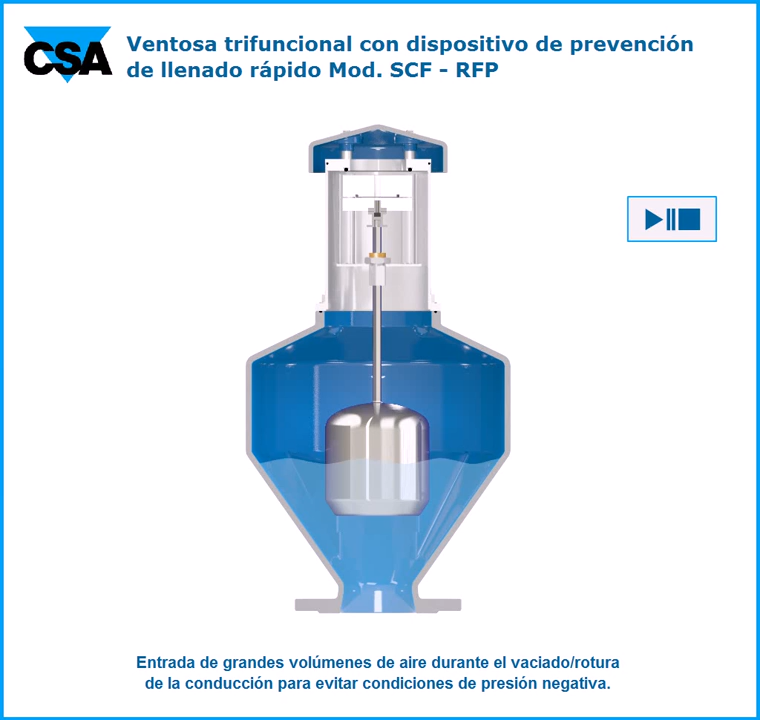 CSA
Ventosa trifuncional con dispositivo de prevención
de llenado rápido Mod. SCF - RFP
Entrada de grandes volúmenes de aire durante el vaciado/rotura
de la conducción para evitar condiciones de presión negativa.